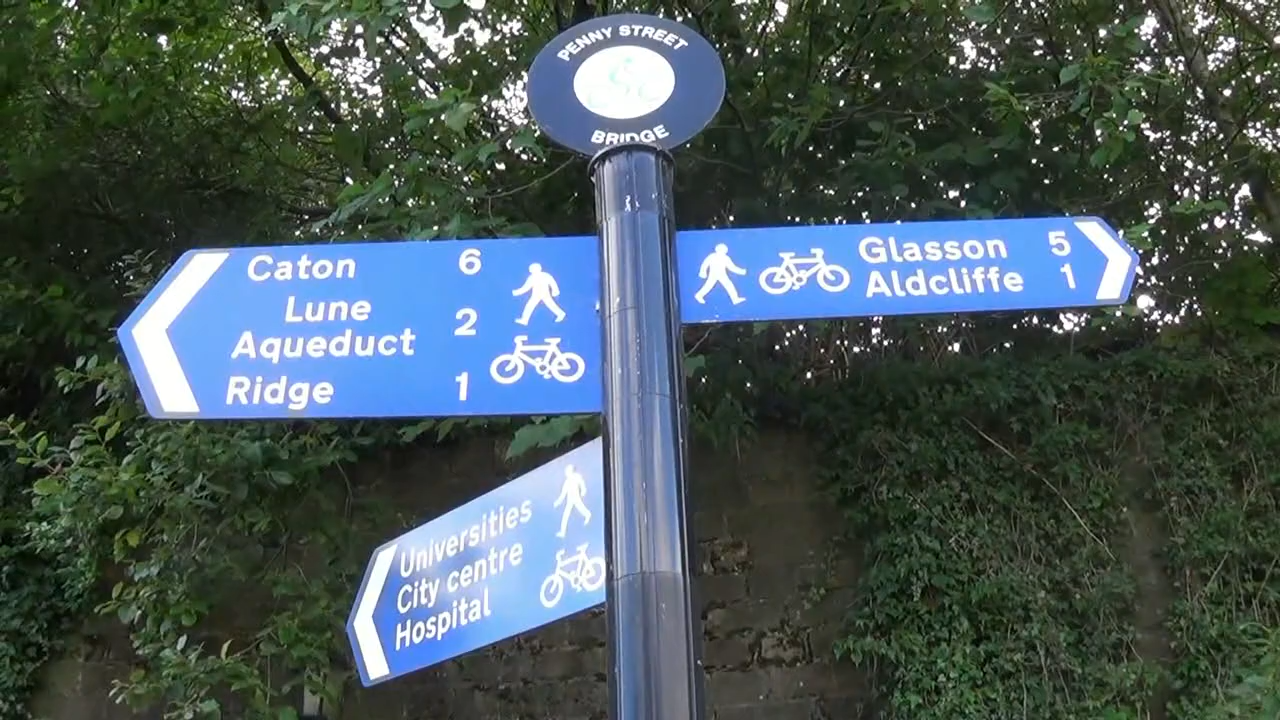 PENNY STREET
BRIDGE
Caton 6
Lune
Aqueduct 2
Ridge 1
Glasson 5
Aldcliffe 1
Universities
City centre
Hospital